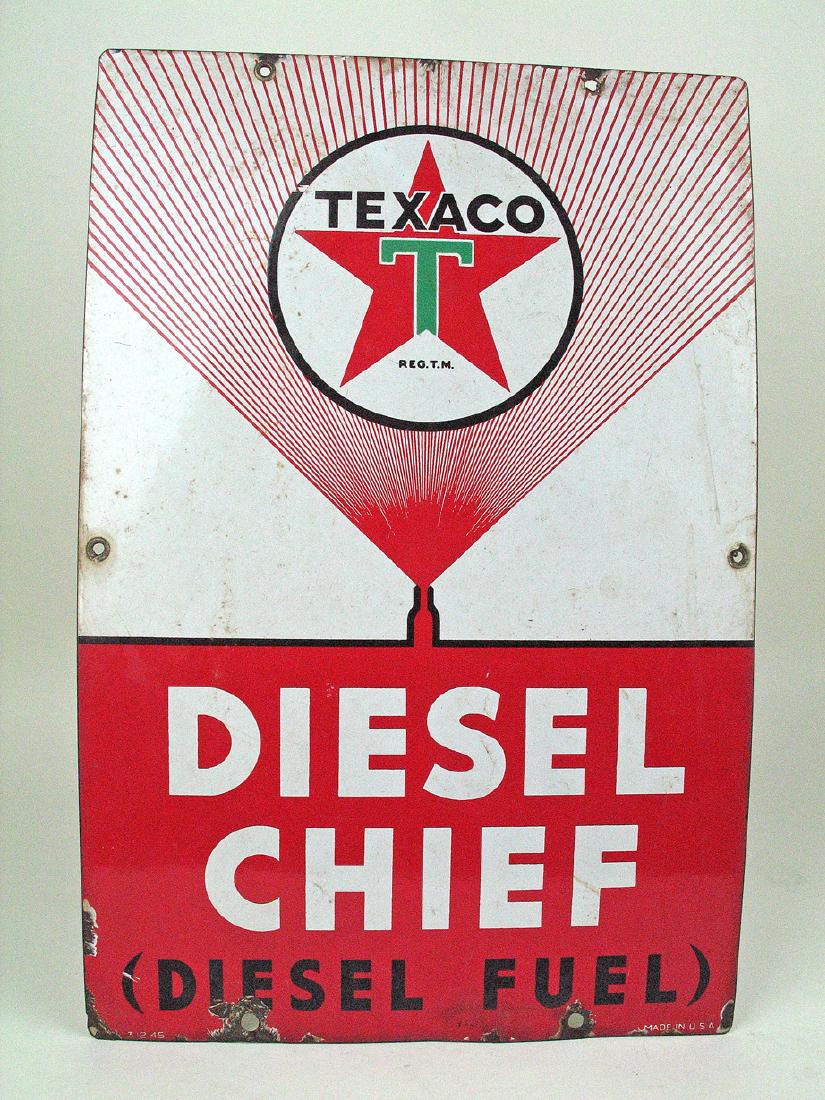 TEXACO
T
REG.T.M.
DIESEL
CHIEF
(DIESEL FUEL)
MADE IN U.S.A.